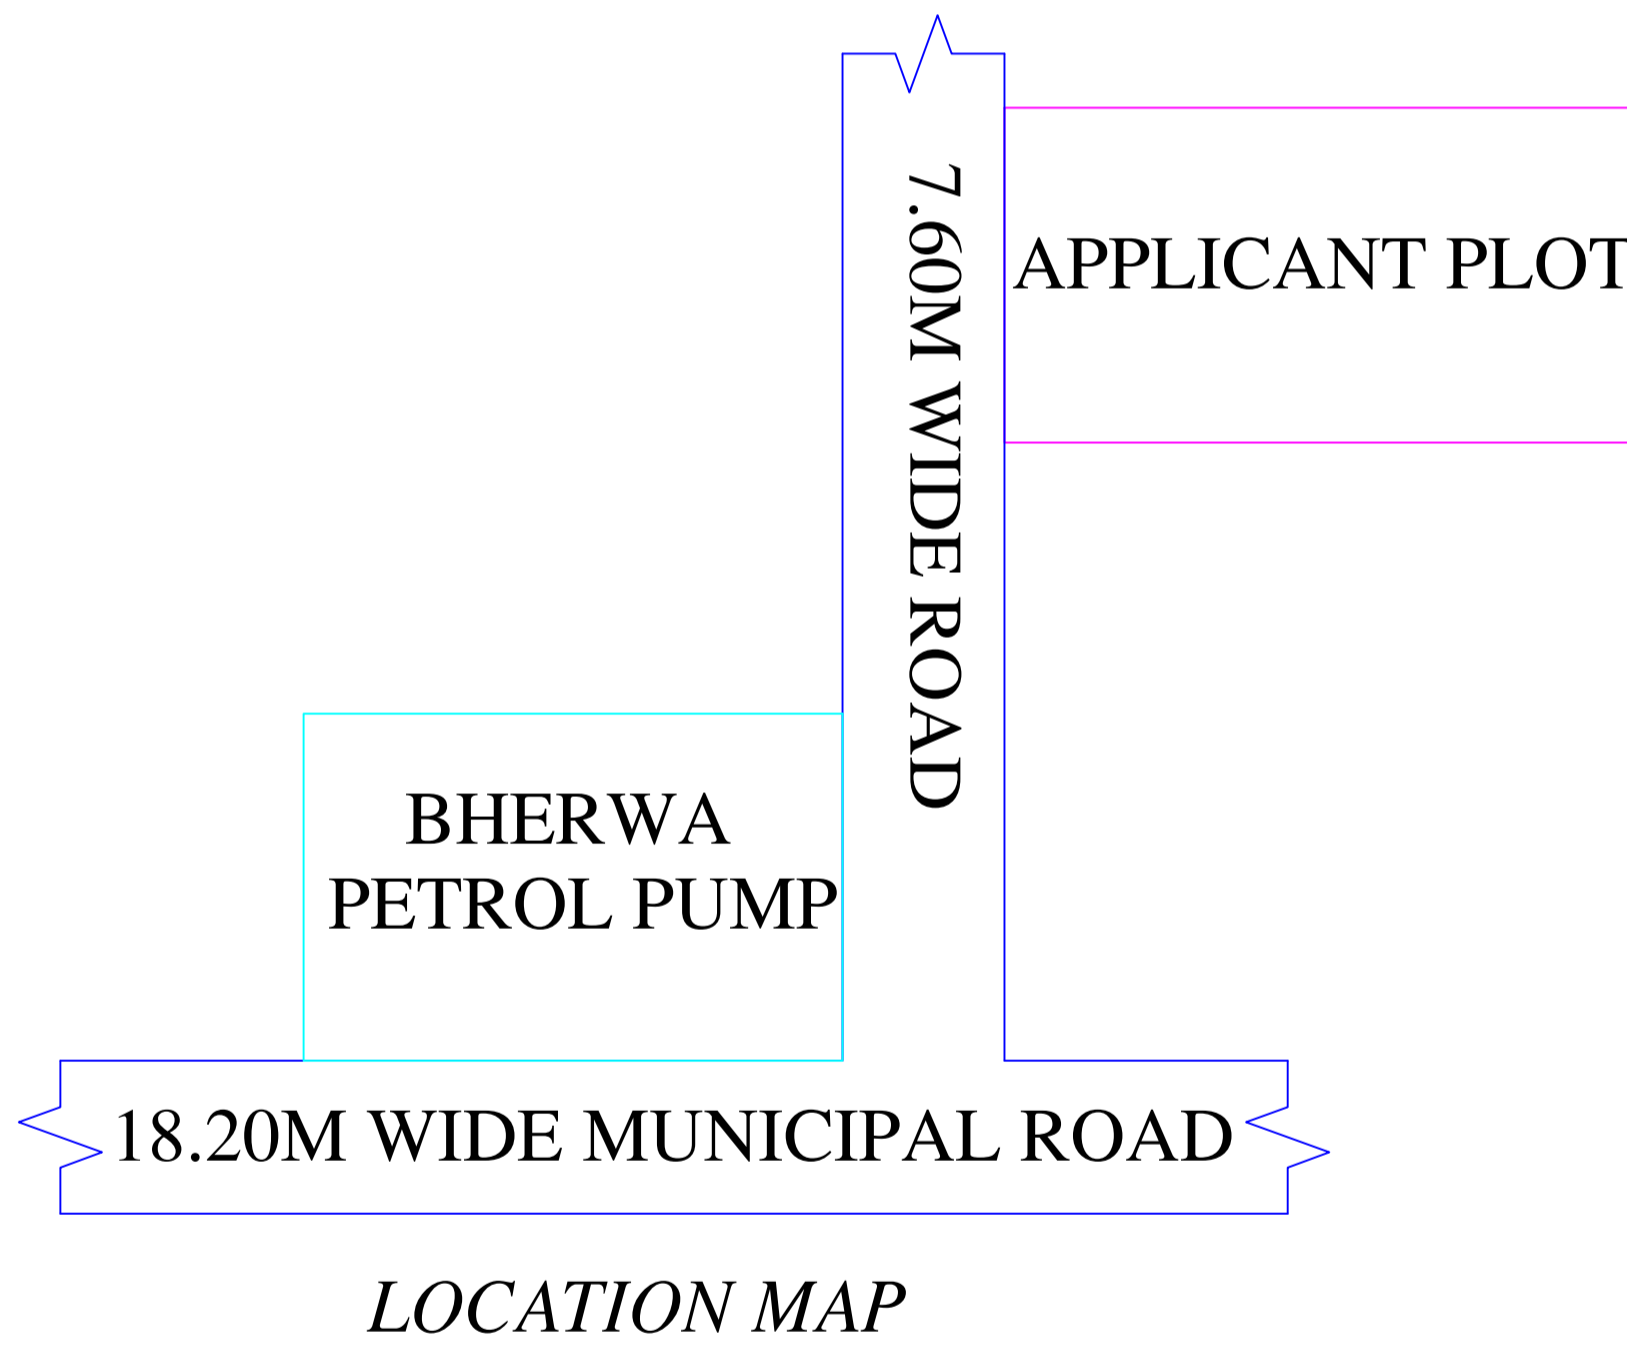 7.60M WIDE ROAD
APPLICANT PLOT
BHERWA
PETROL PUMP
18.20M WIDE MUNICIPAL ROAD
LOCATION MAP